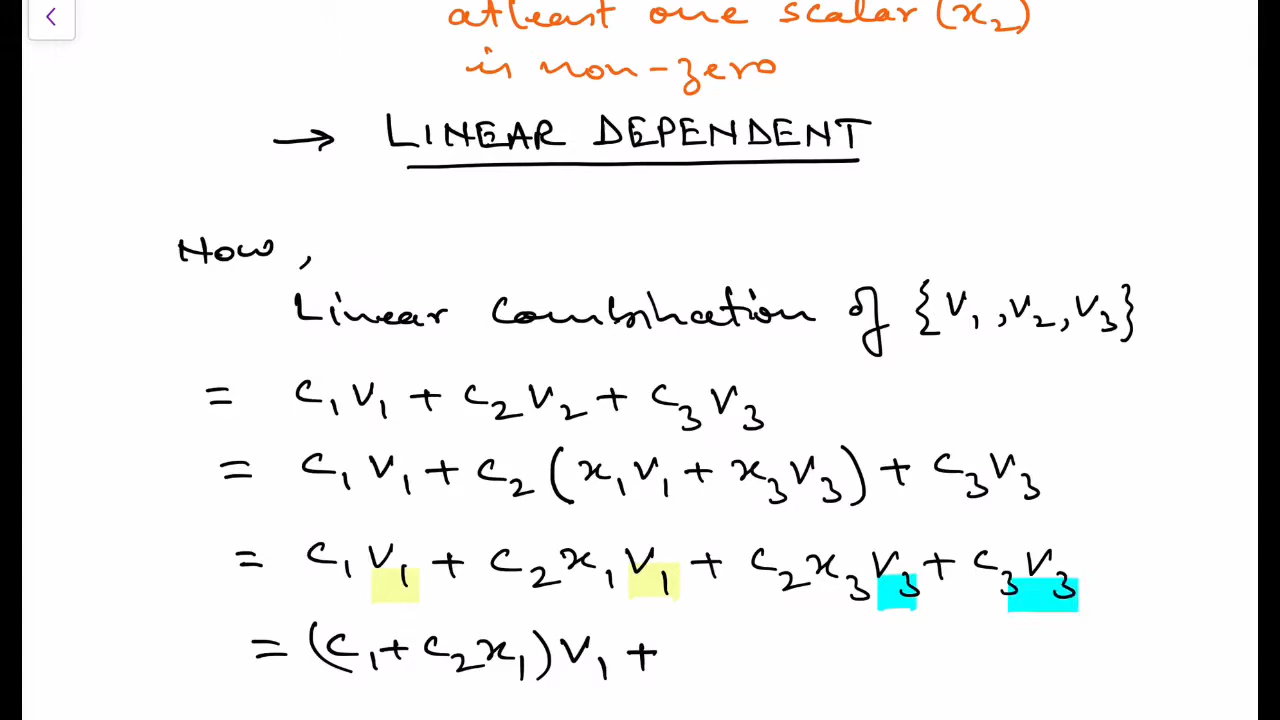 atleast one scalar (x₂)
is non-zero
→ LINEAR DEPENDENT
Now,
Linear combination of {V₁, V₂, V₃}
= c₁V₁ + c₂V₂ + c₃V₃
= c₁V₁ + c₂(x₁V₁ + x₃V₃) + c₃V₃
= c₁V₁ + c₂x₁V₁ + c₂x₃V₃ + c₃V₃
= (c₁ + c₂x₁)V₁ +